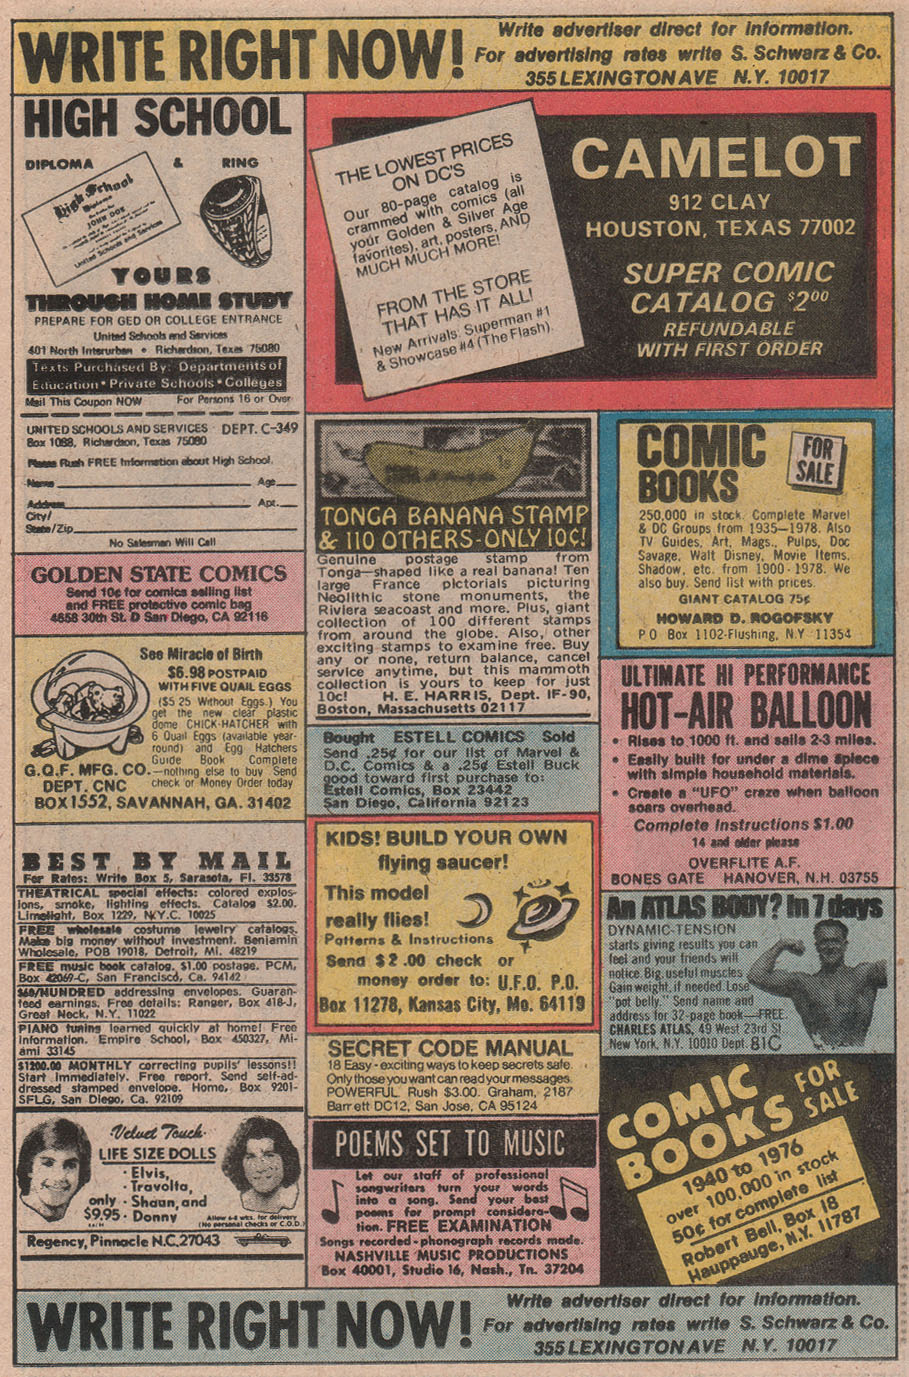 WRITE RIGHT NOW!
Write advertiser direct for information.
For advertising rates write S. Schwarz & Co.
355 LEXINGTON AVE N.Y. 10017
HIGH SCHOOL
DIPLOMA & RING
High School
Diploma
JOHN DOE
United Schools and Services
YOURS
THROUGH HOME STUDY
PREPARE FOR GED OR COLLEGE ENTRANCE
United Schools and Services
401 North Interurban • Richardson, Texas 75080
Texts Purchased By: Departments of
Education • Private Schools • Colleges
Mail This Coupon NOW For Persons 16 or Over
UNITED SCHOOLS AND SERVICES DEPT. C-349
Box 1088, Richardson, Texas 75080
Please Rush FREE Information about High School.
Name Age
Address Apt.
City/
State/Zip
No Salesman Will Call
GOLDEN STATE COMICS
Send 10¢ for comics selling list
and FREE protective comic bag
4658 30th St. D San Diego, CA 92116
See Miracle of Birth
$6.98 POSTPAID
WITH FIVE QUAIL EGGS
($5.25 Without Eggs.) You
get the new clear plastic
dome CHICK-HATCHER with
6 Quail Eggs (available year-
round) and Egg Hatchers
Guide Book Complete
—nothing else to buy. Send
check or Money Order today
G.Q.F. MFG. CO.
DEPT. CNC
BOX 1552, SAVANNAH, GA. 31402
BEST BY MAIL
For Rates: Write Box 5, Sarasota, Fl. 33578
THEATRICAL special effects: colored explos-
ions, smoke, lighting effects. Catalog $2.00.
Limelight, Box 1229, N.Y.C. 10025
FREE wholesale costume jewelry catalogs.
Make big money without investment. Benjamin
Wholesale, POB 19018, Detroit, Mi. 48219
FREE music book catalog. $1.00 postage. PCM,
Box 42069-C, San Francisco, Ca. 94142
$60/HUNDRED addressing envelopes. Guaran-
teed earnings. Free details: Ranger, Box 418-J,
Great Neck, N.Y. 11022
PIANO tuning learned quickly at home! Free
Information. Empire School, Box 450327, Mi-
ami 33145
$1200.00 MONTHLY correcting pupils' lessons!!
Start Immediately. Free report. Send self-ad-
dressed stamped envelope. Home, Box 9201-
SFLG, San Diego, Ca. 92109
Velvet Touch
LIFE SIZE DOLLS
· Elvis,
· Travolta,
only · Shaun, and
$9.95 · Donny
Allow 6-8 wks. for delivery
(No personal checks or C.O.D.)
Regency, Pinnacle N.C. 27043
THE LOWEST PRICES
ON DC'S
Our 80-page catalog is
crammed with comics (all
your Golden & Silver Age
favorites), art, posters, AND
MUCH MUCH MORE!
FROM THE STORE
THAT HAS IT ALL!
New Arrivals: Superman #1
& Showcase #4 (The Flash).
CAMELOT
912 CLAY
HOUSTON, TEXAS 77002
SUPER COMIC
CATALOG $2.00
REFUNDABLE
WITH FIRST ORDER
TONGA BANANA STAMP
& 110 OTHERS-ONLY 10¢!
Genuine postage stamp from
Tonga—shaped like a real banana! Ten
large France pictorials picturing
Neolithic stone monuments, the
Riviera seacoast and more. Plus, giant
collection of 100 different stamps
from around the globe. Also, other
exciting stamps to examine free. Buy
any or none, return balance, cancel
service anytime, but this mammoth
collection is yours to keep for just
10¢! H. E. HARRIS, Dept. IF-90,
Boston, Massachusetts 02117
Bought ESTELL COMICS Sold
Send .25¢ for our list of Marvel &
D.C. Comics & a .25¢ Estell Buck
good toward first purchase to:
Estell Comics, Box 23442
San Diego, California 92123
KIDS! BUILD YOUR OWN
flying saucer!
This model
really flies!
Patterns & Instructions
Send $2.00 check or
money order to: U.F.O. P.O.
Box 11278, Kansas City, Mo. 64119
SECRET CODE MANUAL
18 Easy - exciting ways to keep secrets safe.
Only those you want can read your messages.
POWERFUL. Rush $3.00. Graham, 2187
Barrett DC12, San Jose, CA 95124
POEMS SET TO MUSIC
Let our staff of professional
songwriters turn your words
into a song. Send your best
poems for prompt considera-
tion. FREE EXAMINATION
Songs recorded - phonograph records made.
NASHVILLE MUSIC PRODUCTIONS
Box 40001, Studio 16, Nash., Tn. 37204
COMIC
BOOKS
FOR
SALE
250,000 in stock. Complete Marvel
& DC Groups from 1935-1978. Also
TV Guides, Art, Mags., Pulps, Doc
Savage, Walt Disney, Movie Items,
Shadow, etc. from 1900-1978. We
also buy. Send list with prices.
GIANT CATALOG 75¢
HOWARD D. ROGOFSKY
P.O. Box 1102-Flushing, N.Y. 11354
ULTIMATE HI PERFORMANCE
HOT-AIR BALLOON
• Rises to 1000 ft. and sails 2-3 miles.
• Easily built for under a dime apiece
with simple household materials.
• Create a "UFO" craze when balloon
soars overhead.
Complete Instructions $1.00
14 and older please
OVERFLITE A.F.
BONES GATE HANOVER, N.H. 03755
An ATLAS BODY? In 7 days
DYNAMIC-TENSION
starts giving results you can
feel and your friends will
notice. Big, useful muscles.
Gain weight, if needed. Lose
"pot belly." Send name and
address for 32-page book—FREE.
CHARLES ATLAS, 49 West 23rd St.
New York, N.Y. 10010 Dept. 81C
COMIC
BOOKS
FOR
SALE
1940 to 1976
over 100,000 in stock
50¢ for complete list
Robert Bell, Box 18
Hauppauge, N.Y. 11787
WRITE RIGHT NOW!
Write advertiser direct for information.
For advertising rates write S. Schwarz & Co.
355 LEXINGTON AVE N.Y. 10017